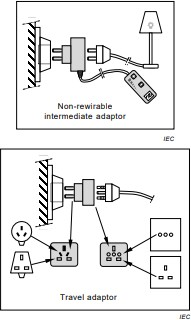 Non-rewirable
intermediate adaptor
IEC
Travel adaptor
IEC